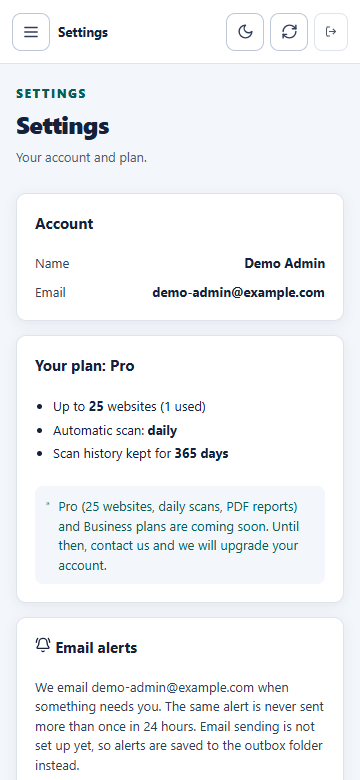 Settings
SETTINGS
Settings
Your account and plan.
Account
Name Demo Admin
Email demo-admin@example.com
Your plan: Pro
Up to 25 websites (1 used)
Automatic scan: daily
Scan history kept for 365 days
Pro (25 websites, daily scans, PDF reports)
and Business plans are coming soon. Until
then, contact us and we will upgrade your
account.
Email alerts
We email demo-admin@example.com when
something needs you. The same alert is never sent
more than once in 24 hours. Email sending is not
set up yet, so alerts are saved to the outbox folder
instead.